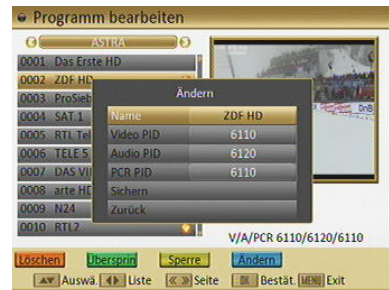 Programm bearbeiten
ASTRA
0001 Das Erste HD
0002 ZDF HD
0003 ProSieb
0004 SAT.1
0005 RTL Tel
0006 TELE 5
0007 DAS VI
0008 arte HD
0009 N24
0010 RTL2
Ändern
Name ZDF HD
Video PID 6110
Audio PID 6120
PCR PID 6110
Sichern
Zurück
V/A/PCR 6110/6120/6110
Löschen Übersprin Sperre Ändern
Auswä. Liste Seite OK Bestät. MENU Exit